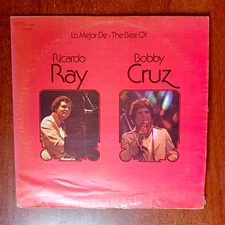 Lo Mejor De - The Best Of
Ricardo Bobby
Ray Cruz